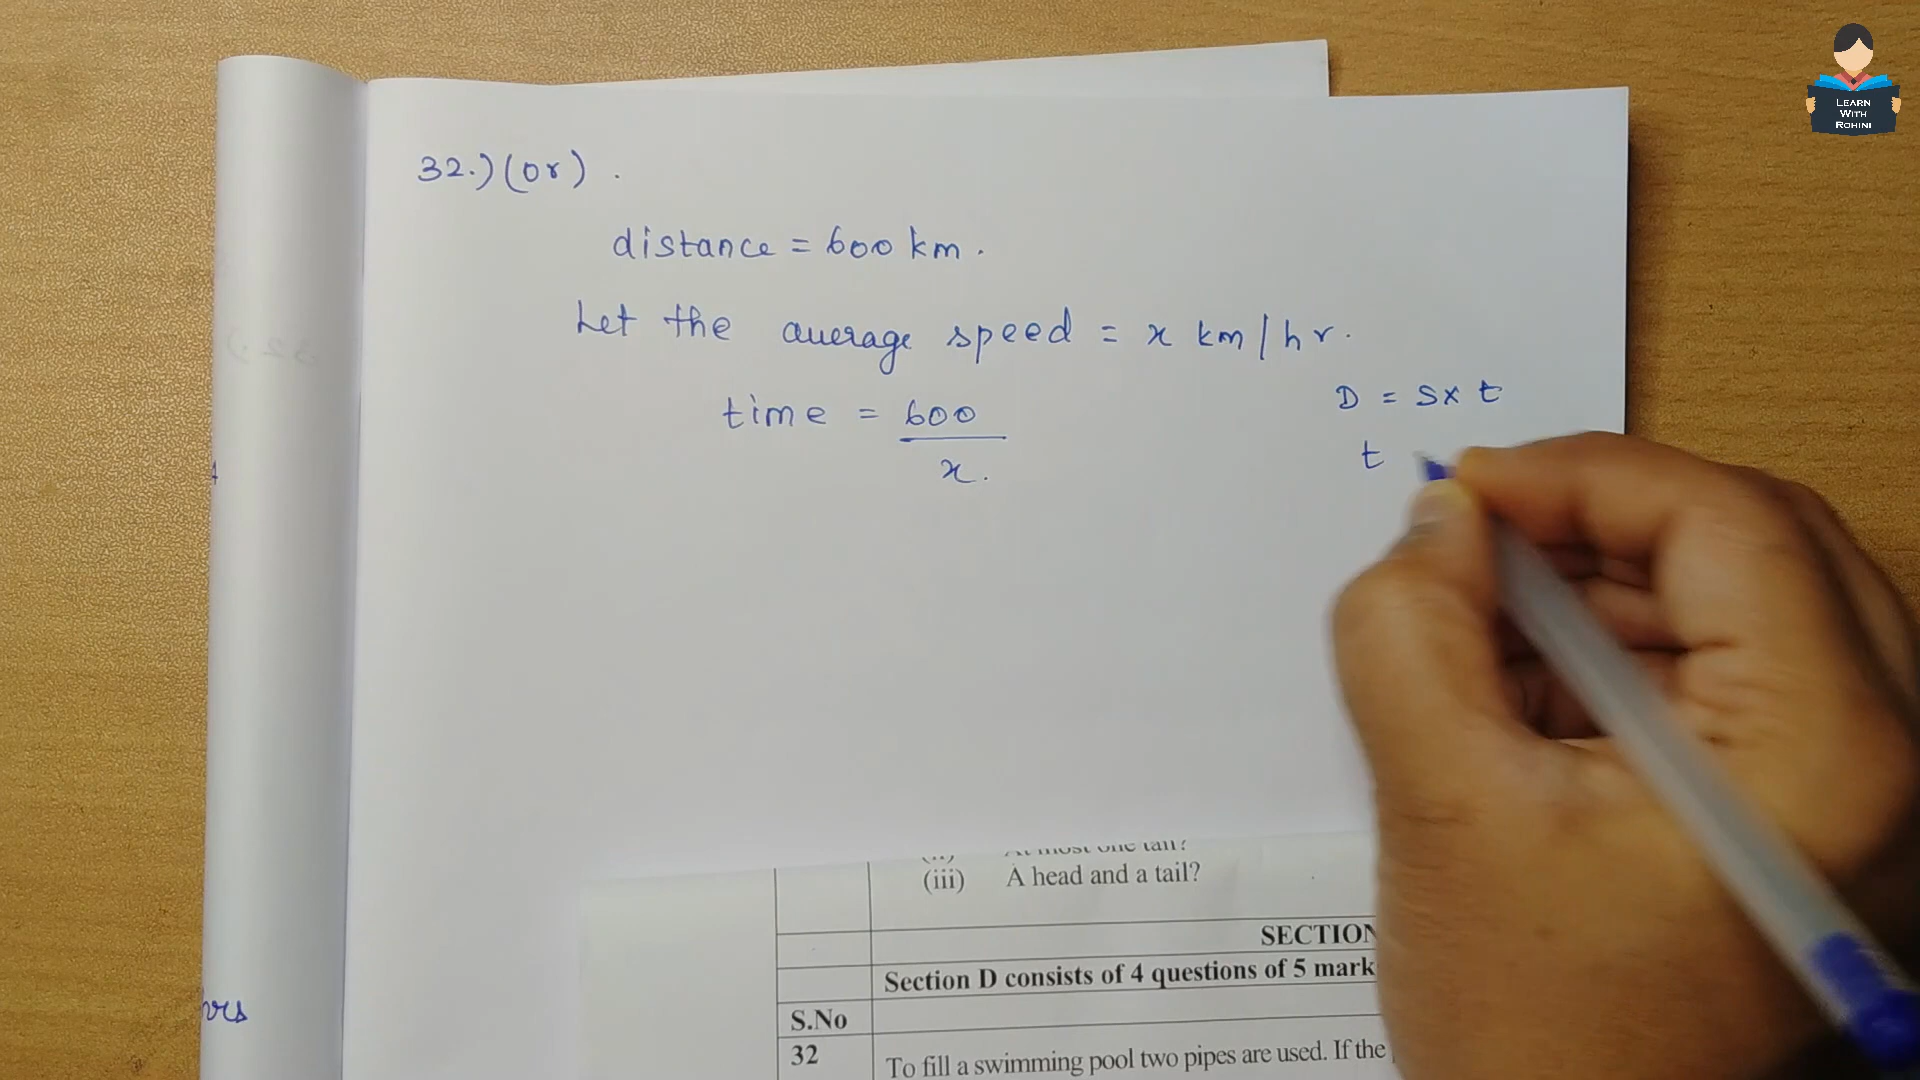 LEARN
WITH
ROHINI
32.) (or) .
distance = 600 km.
Let the average speed = x km/hr.
time = 600
x.
D = S x t
t
(iii) A head and a tail?
SECTION
Section D consists of 4 questions of 5 mark
S.No
32 To fill a swimming pool two pipes are used. If the